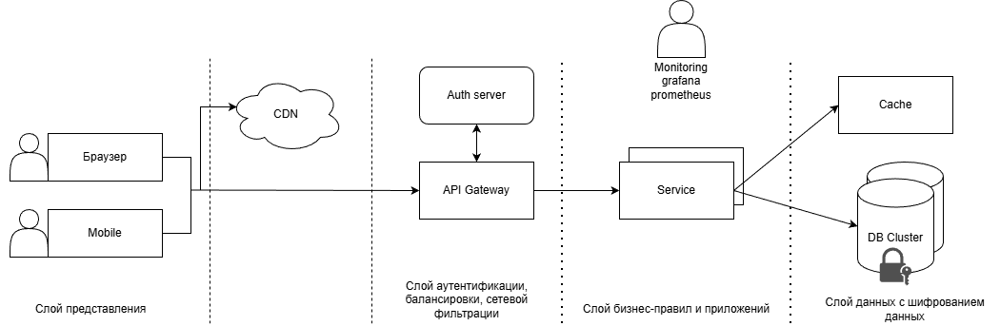 Monitoring
grafana
prometheus
CDN
Auth server
Cache
Браузер
API Gateway
Service
Mobile
DB Cluster
Слой представления
Слой аутентификации,
балансировки, сетевой
фильтрации
Слой бизнес-правил и приложений
Слой данных с шифрованием
данных